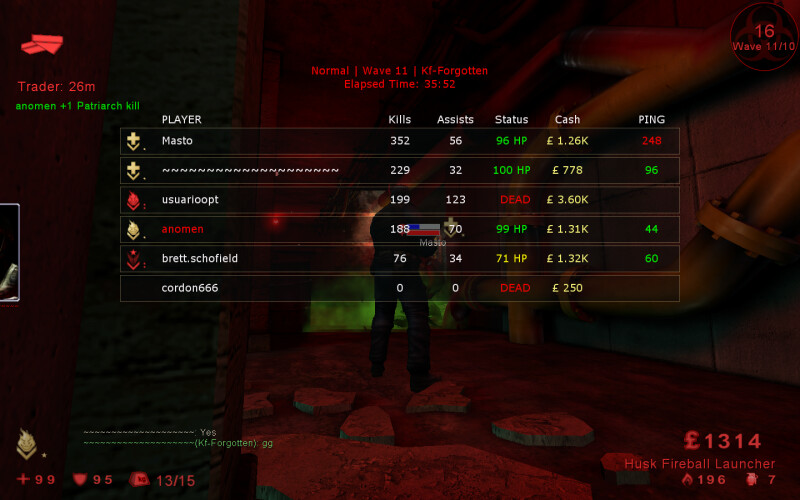 16
Wave 11/10
Normal | Wave 11 | Kf-Forgotten
Elapsed Time: 35:52
Trader: 26m
anomen +1 Patriarch kill
PLAYER Kills Assists Status Cash PING
Masto 352 56 96 HP £ 1.26K 248
~~~~~~~~~~~~~~~~~~~~ 229 32 100 HP £ 778 96
usuarioopt 199 123 DEAD £ 3.60K
anomen 188 70 99 HP £ 1.31K 44
Masto
brett.schofield 76 34 71 HP £ 1.32K 60
cordon666 0 0 DEAD £ 250
~~~~~~~~~~~~~~~~~~~~: Yes
~~~~~~~~~~~~~~~~~~~~(Kf-Forgotten): gg
£1314
Husk Fireball Launcher
99 95 13/15 196 7